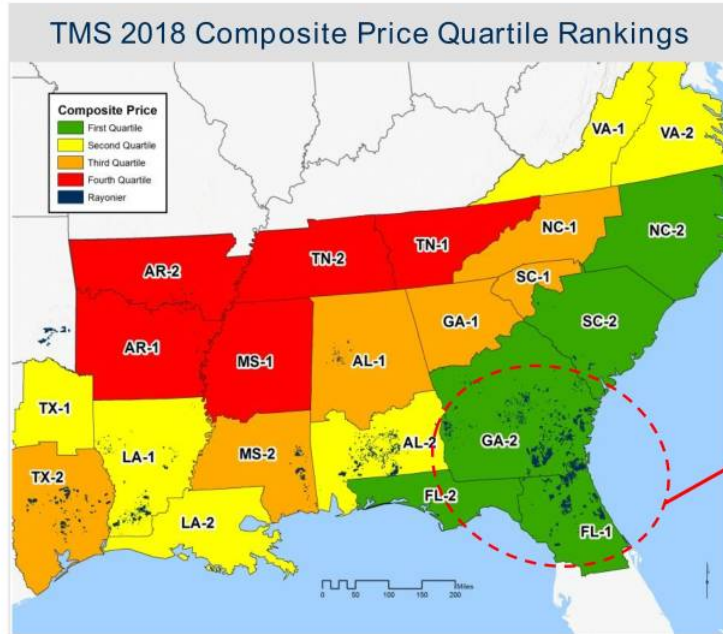 TMS 2018 Composite Price Quartile Rankings
Composite Price
First Quartile
Second Quartile
Third Quartile
Fourth Quartile
Rayonier
VA-1
VA-2
NC-1
NC-2
TN-1
TN-2
AR-2
SC-1
SC-2
GA-1
AR-1
MS-1
AL-1
TX-1
LA-1
MS-2
AL-2
GA-2
TX-2
LA-2
FL-2
FL-1
Miles
0 25 50 100 150 200